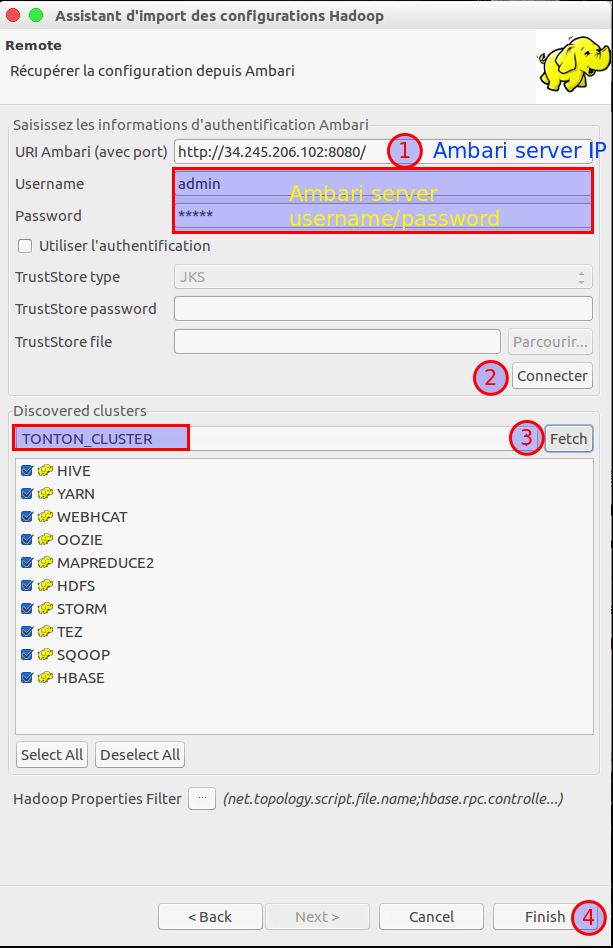 Assistant d'import des configurations Hadoop
Remote
Récupérer la configuration depuis Ambari
Saisissez les informations d'authentification Ambari
URI Ambari (avec port) http://34.245.206.102:8080/ 1 Ambari server IP
Username admin
Ambari server
Password *****
username/password
Utiliser l'authentification
TrustStore type JKS
TrustStore password
TrustStore file Parcourir...
2 Connecter
Discovered clusters
TONTON_CLUSTER 3 Fetch
HIVE
YARN
WEBHCAT
OOZIE
MAPREDUCE2
HDFS
STORM
TEZ
SQOOP
HBASE
Select All Deselect All
Hadoop Properties Filter ... (net.topology.script.file.name;hbase.rpc.controlle...)
< Back Next > Cancel Finish 4